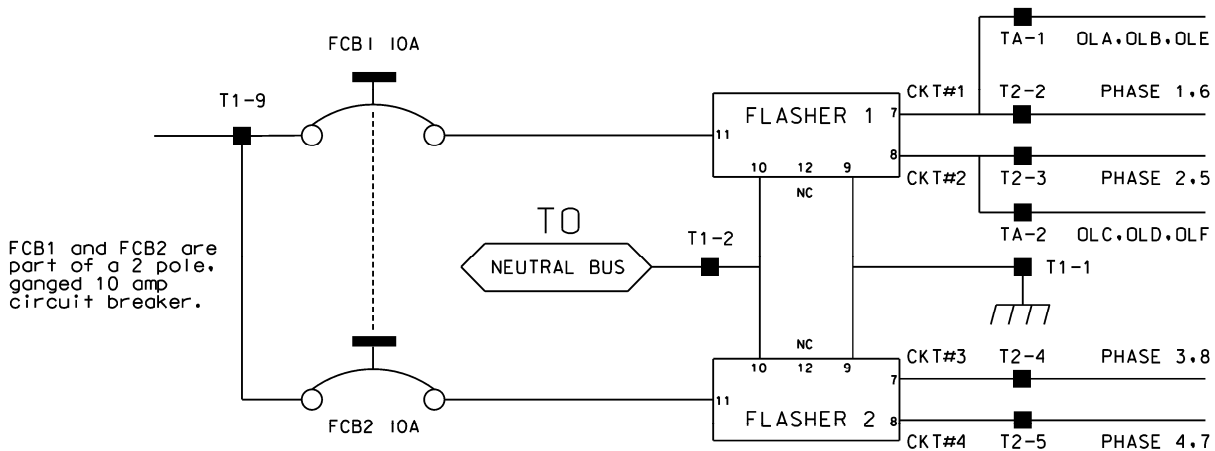 FCB1 10A
T1-9
FCB1 and FCB2 are
part of a 2 pole,
ganged 10 amp
circuit breaker.
FCB2 10A
TO
NEUTRAL BUS
T1-2
11
FLASHER 1
7
8
10 12 9
NC
CKT#1
CKT#2
TA-1 OLA,OLB,OLE
T2-2 PHASE 1,6
T2-3 PHASE 2,5
TA-2 OLC,OLD,OLF
T1-1
NC
10 12 9
11
FLASHER 2
7
8
CKT#3 T2-4 PHASE 3,8
CKT#4 T2-5 PHASE 4,7